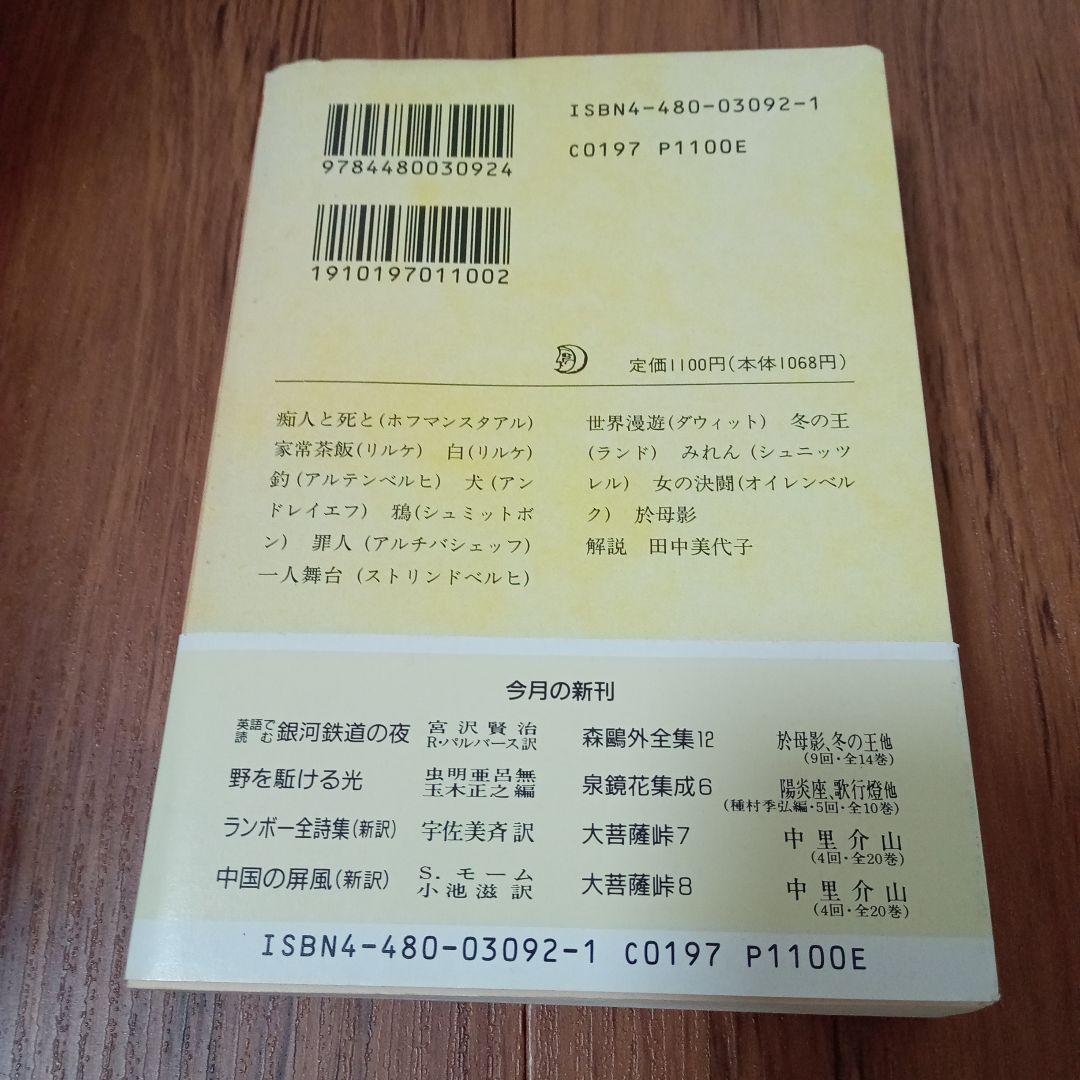 9784480030924
ISBN4-480-03092-1
C0197 P1100E
1910197011002
定価1100円(本体1068円)
痴人と死と(ホフマンスタアル)
家常茶飯(リルケ) 白(リルケ)
釣(アルテンベルヒ) 犬(アン
ドレイエフ) 鴉(シュミットボ
ン) 罪人(アルチバシェッフ)
一人舞台(ストリンドベルヒ)
世界漫遊(ダウィット) 冬の王
(ランド) みれん(シュニッツ
レル) 女の決闘(オイレンベル
ク) 於母影
解説 田中美代子
今月の新刊
英語で読む 銀河鉄道の夜 宮沢賢治
R・パルバース訳
野を駈ける光 虫明亜呂無
玉木正之編
ランボー全詩集(新訳) 宇佐美斉訳
中国の屏風(新訳) S.モーム
小池滋訳
森鷗外全集12 於母影、冬の王他
(9回・全14巻)
泉鏡花集成6 陽炎座、歌行燈他
(種村季弘編・5回・全10巻)
大菩薩峠7 中里介山
(4回・全20巻)
大菩薩峠8 中里介山
(4回・全20巻)
ISBN4-480-03092-1 C0197 P1100E